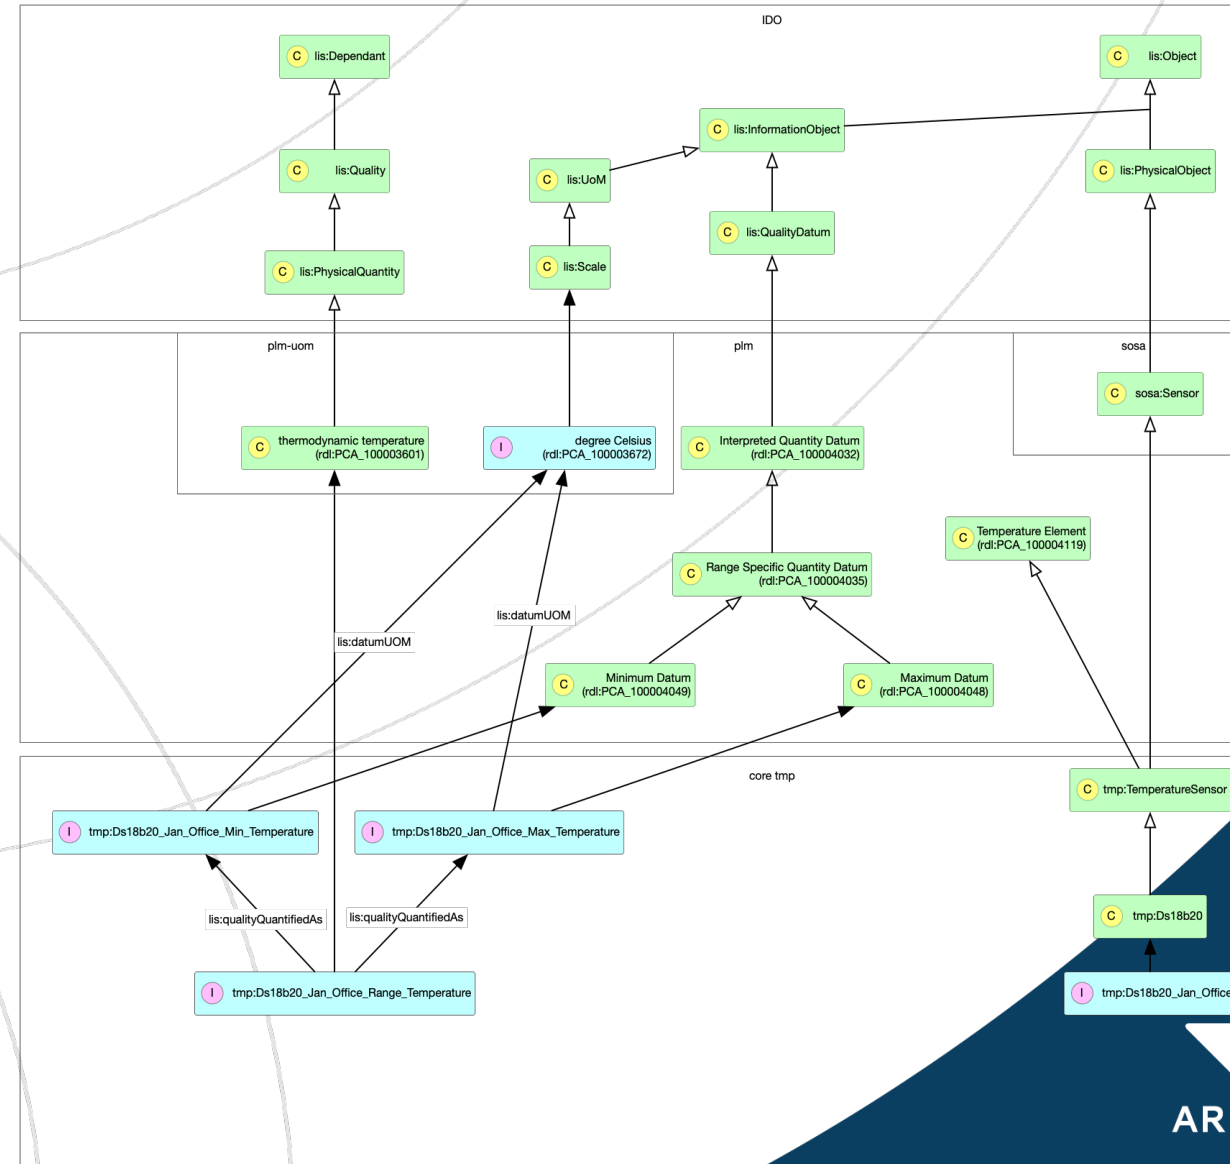 IDO
C lis:Dependant
C lis:Object
C lis:InformationObject
C lis:Quality
C lis:UoM
C lis:PhysicalObject
C lis:QualityDatum
C lis:PhysicalQuantity
C lis:Scale
plm-uom
plm
sosa
C sosa:Sensor
C thermodynamic temperature
(rdl:PCA_100003601)
I degree Celsius
(rdl:PCA_100003672)
C Interpreted Quantity Datum
(rdl:PCA_100004032)
C Temperature Element
(rdl:PCA_100004119)
C Range Specific Quantity Datum
(rdl:PCA_100004035)
lis:datumUOM
lis:datumUOM
C Minimum Datum
(rdl:PCA_100004049)
C Maximum Datum
(rdl:PCA_100004048)
core tmp
C tmp:TemperatureSensor
I tmp:Ds18b20_Jan_Office_Min_Temperature
I tmp:Ds18b20_Jan_Office_Max_Temperature
lis:qualityQuantifiedAs
lis:qualityQuantifiedAs
C tmp:Ds18b20
I tmp:Ds18b20_Jan_Office_Range_Temperature
I tmp:Ds18b20_Jan_Office
AR